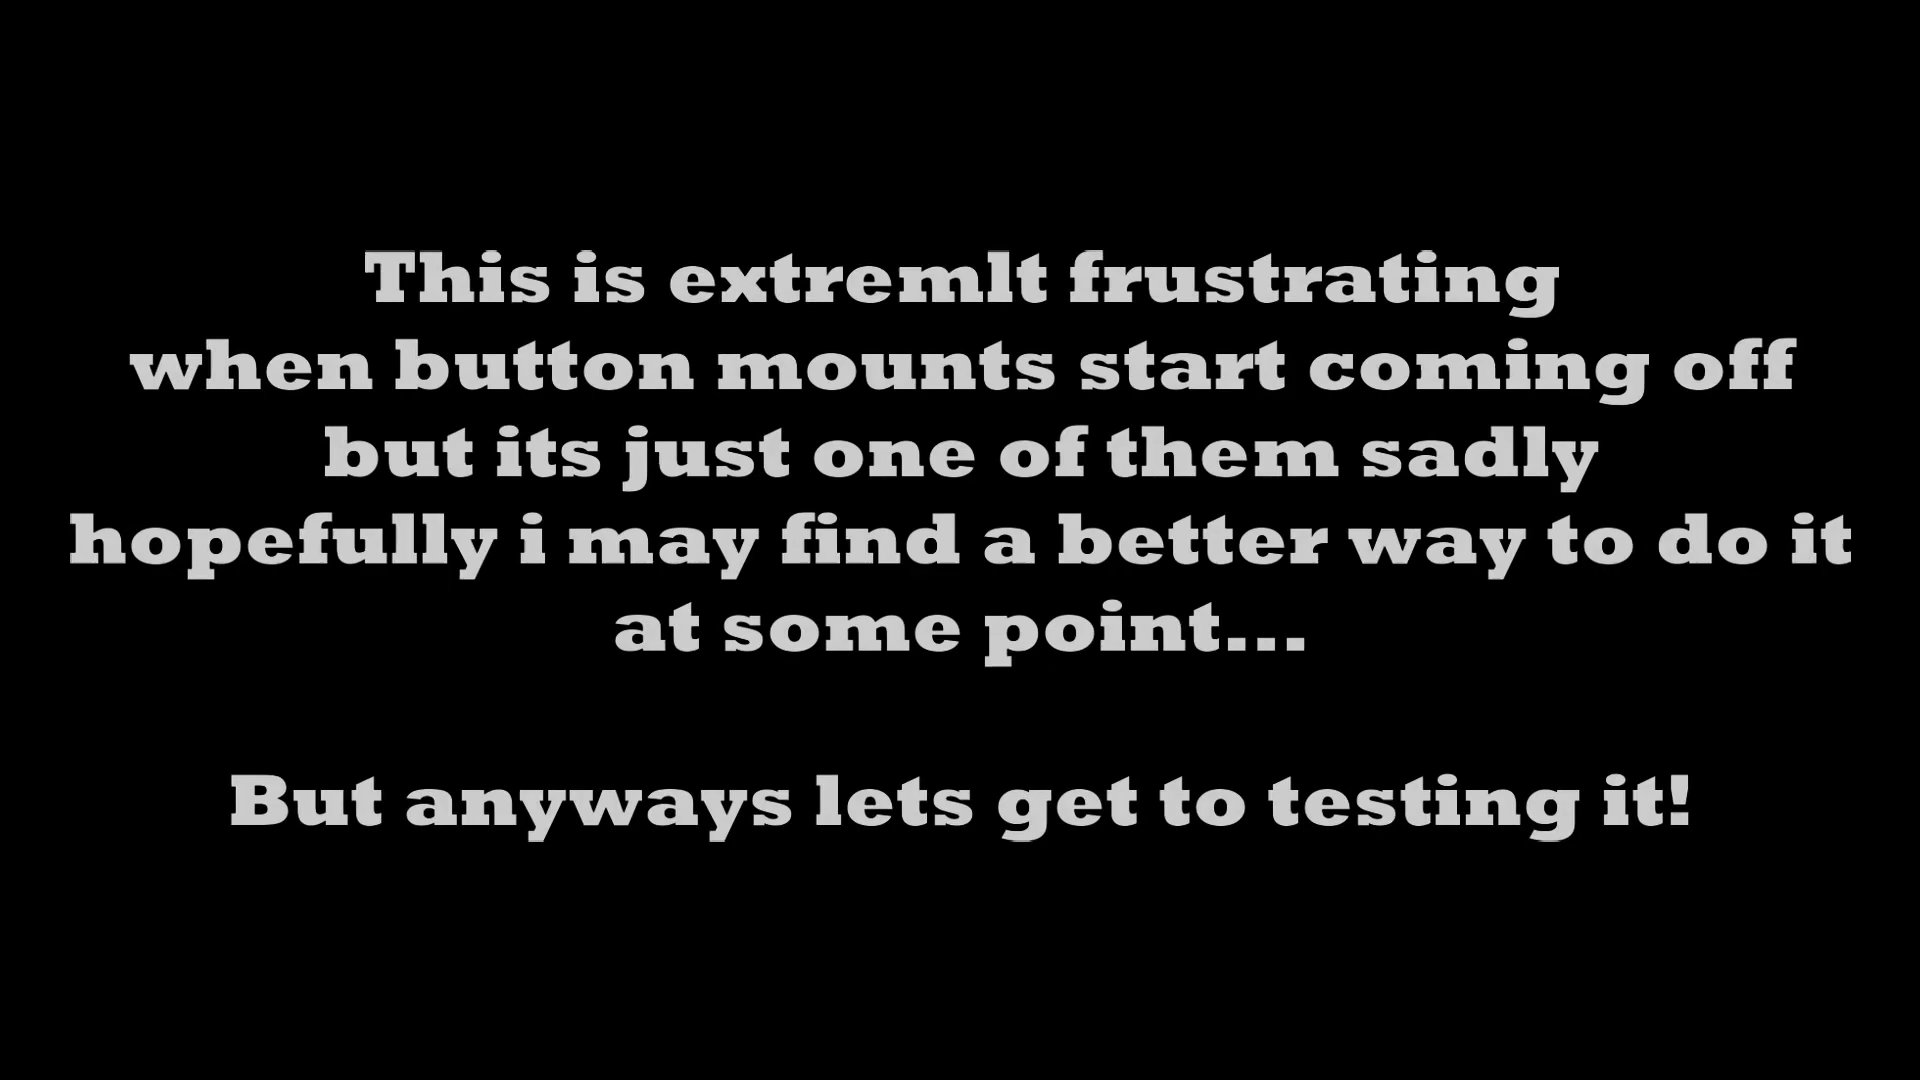 This is extremlt frustrating
when button mounts start coming off
but its just one of them sadly
hopefully i may find a better way to do it
at some point...
But anyways lets get to testing it!